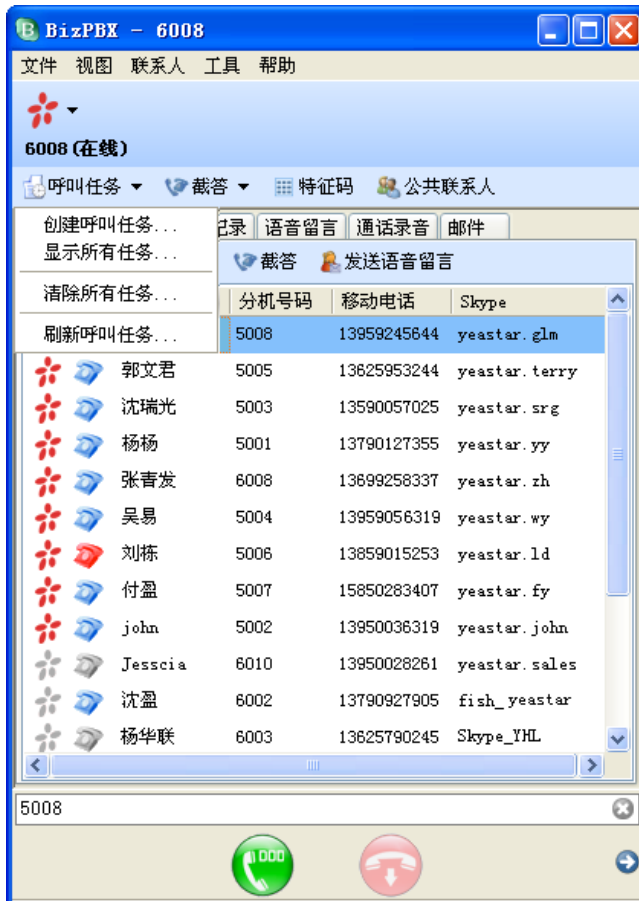 BizPBX - 6008
文件 视图 联系人 工具 帮助
6008(在线)
呼叫任务 截答 特征码 公共联系人
创建呼叫任务...
显示所有任务...
清除所有任务...
刷新呼叫任务...
记录 语音留言 通话录音 邮件
截答 发送语音留言
分机号码 移动电话 Skype
5008 13959245644 yeastar.glm
郭文君 5005 13625953244 yeastar.terry
沈瑞光 5003 13590057025 yeastar.srg
杨杨 5001 13790127355 yeastar.yy
张青发 6008 13699258337 yeastar.zh
吴易 5004 13959056319 yeastar.wy
刘栋 5006 13859015253 yeastar.ld
付盈 5007 15850283407 yeastar.fy
john 5002 13950036319 yeastar.john
Jesscia 6010 13950028261 yeastar.sales
沈盈 6002 13790927905 fish_yeastar
杨华联 6003 13625790245 Skype_YHL
5008